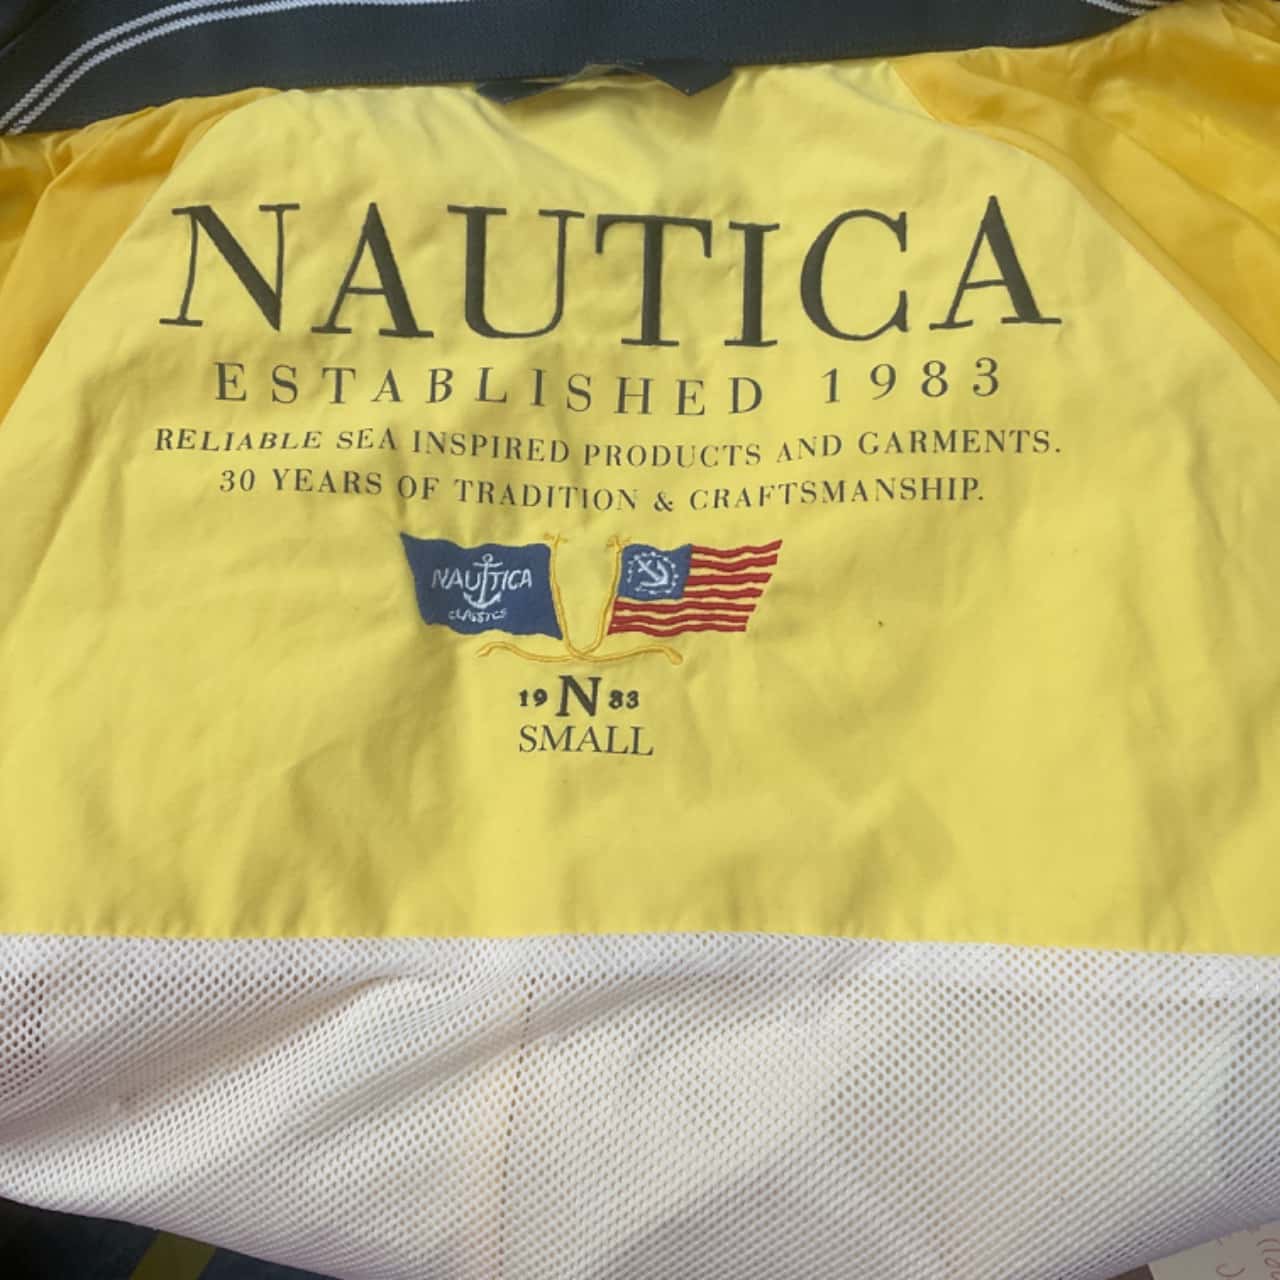 NAUTICA
ESTABLISHED 1983
RELIABLE SEA INSPIRED PRODUCTS AND GARMENTS.
30 YEARS OF TRADITION & CRAFTSMANSHIP.
NAUTICA
CLASSICS
19 N 83
SMALL